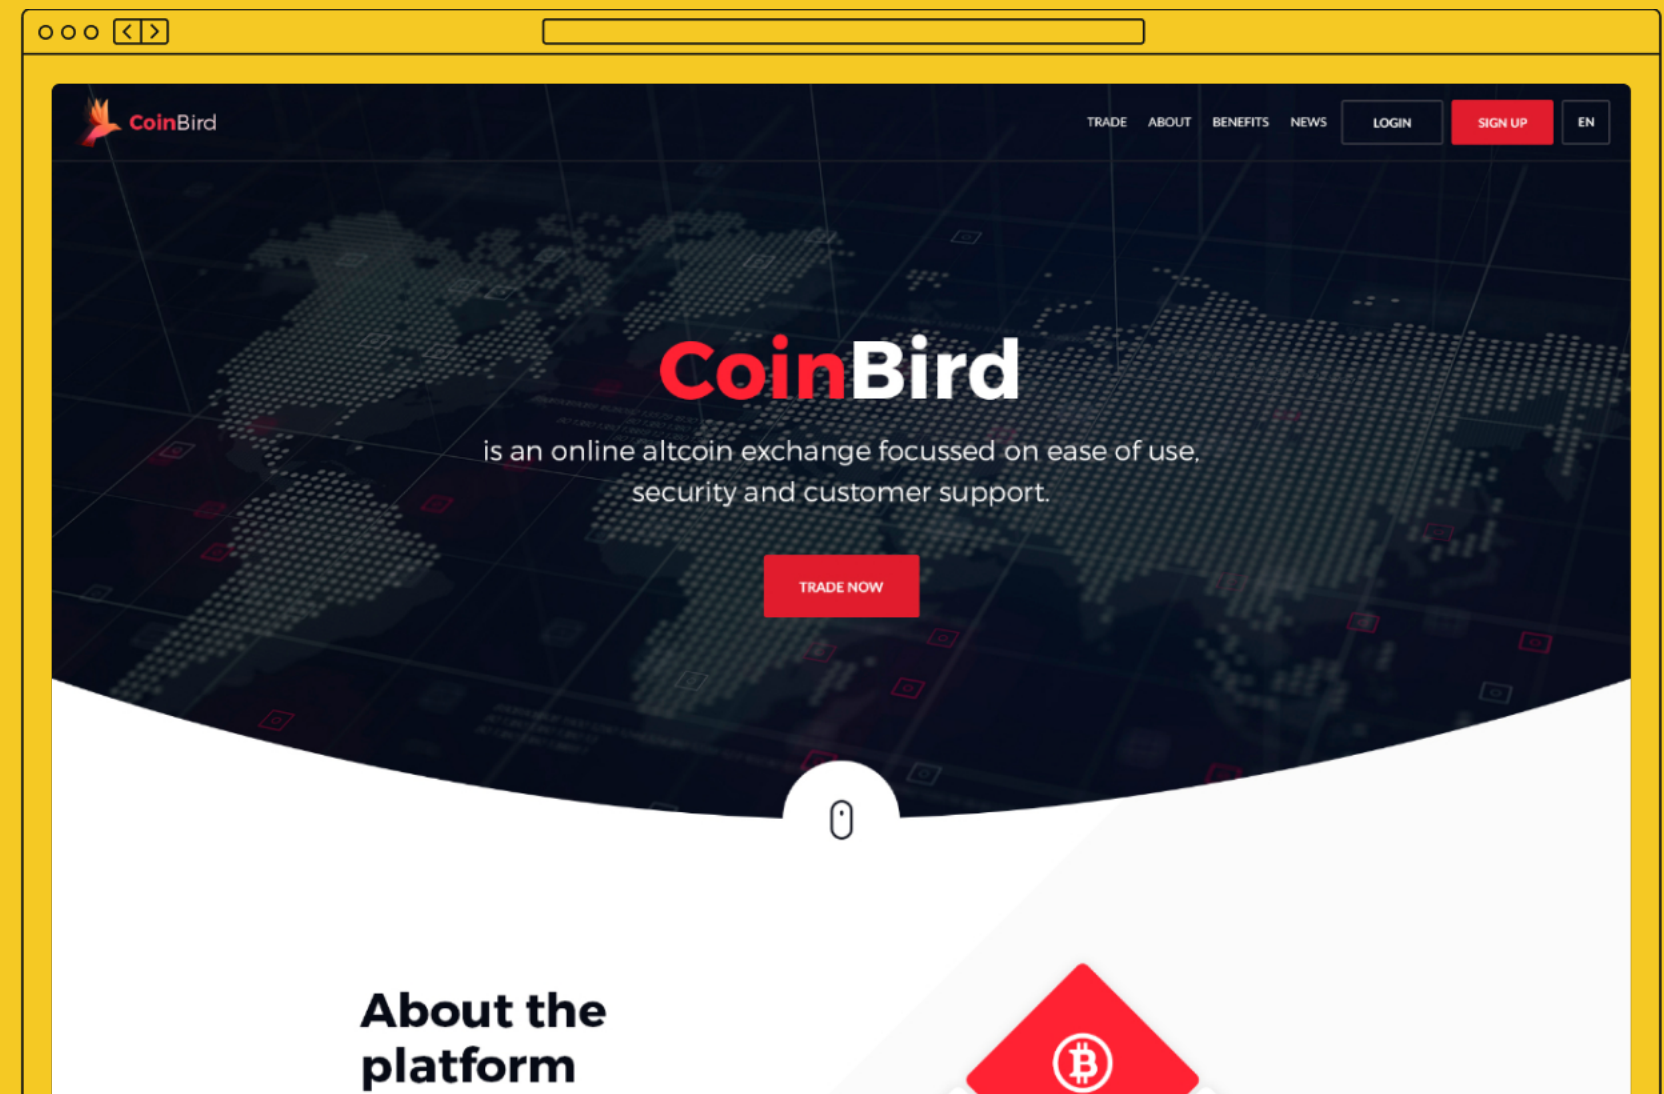 CoinBird
TRADE ABOUT BENEFITS NEWS LOGIN SIGN UP EN
CoinBird
is an online altcoin exchange focussed on ease of use,
security and customer support.
TRADE NOW
About the
platform